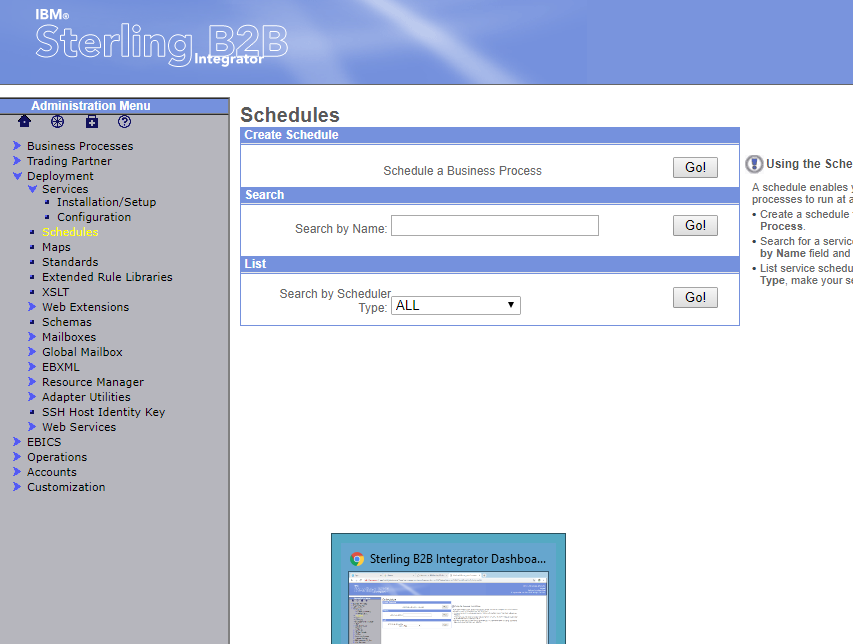 IBM®
Sterling B2B
Integrator
Administration Menu
Business Processes
Trading Partner
Deployment
Services
Installation/Setup
Configuration
Schedules
Maps
Standards
Extended Rule Libraries
XSLT
Web Extensions
Schemas
Mailboxes
Global Mailbox
EBXML
Resource Manager
Adapter Utilities
SSH Host Identity Key
Web Services
EBICS
Operations
Accounts
Customization
Schedules
Create Schedule
Schedule a Business Process Go!
Search
Search by Name: Go!
List
Search by Scheduler
Type: ALL Go!
Using the Sche
A schedule enables y
processes to run at a
• Create a schedule
Process.
• Search for a servic
by Name field and
• List service schedu
Type, make your se
Sterling B2B Integrator Dashboa...